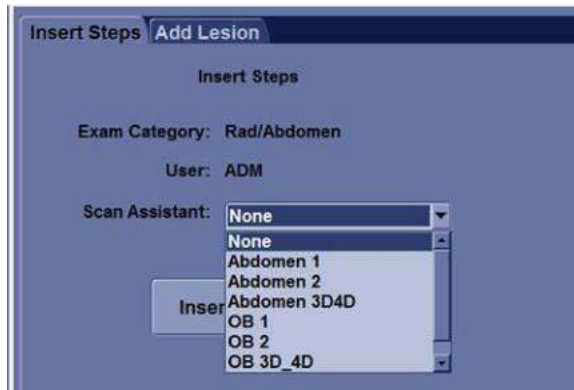 Insert Steps Add Lesion
Insert Steps
Exam Category: Rad/Abdomen
User: ADM
Scan Assistant: None
None
Abdomen 1
Abdomen 2
Abdomen 3D4D
OB 1
OB 2
OB 3D_4D